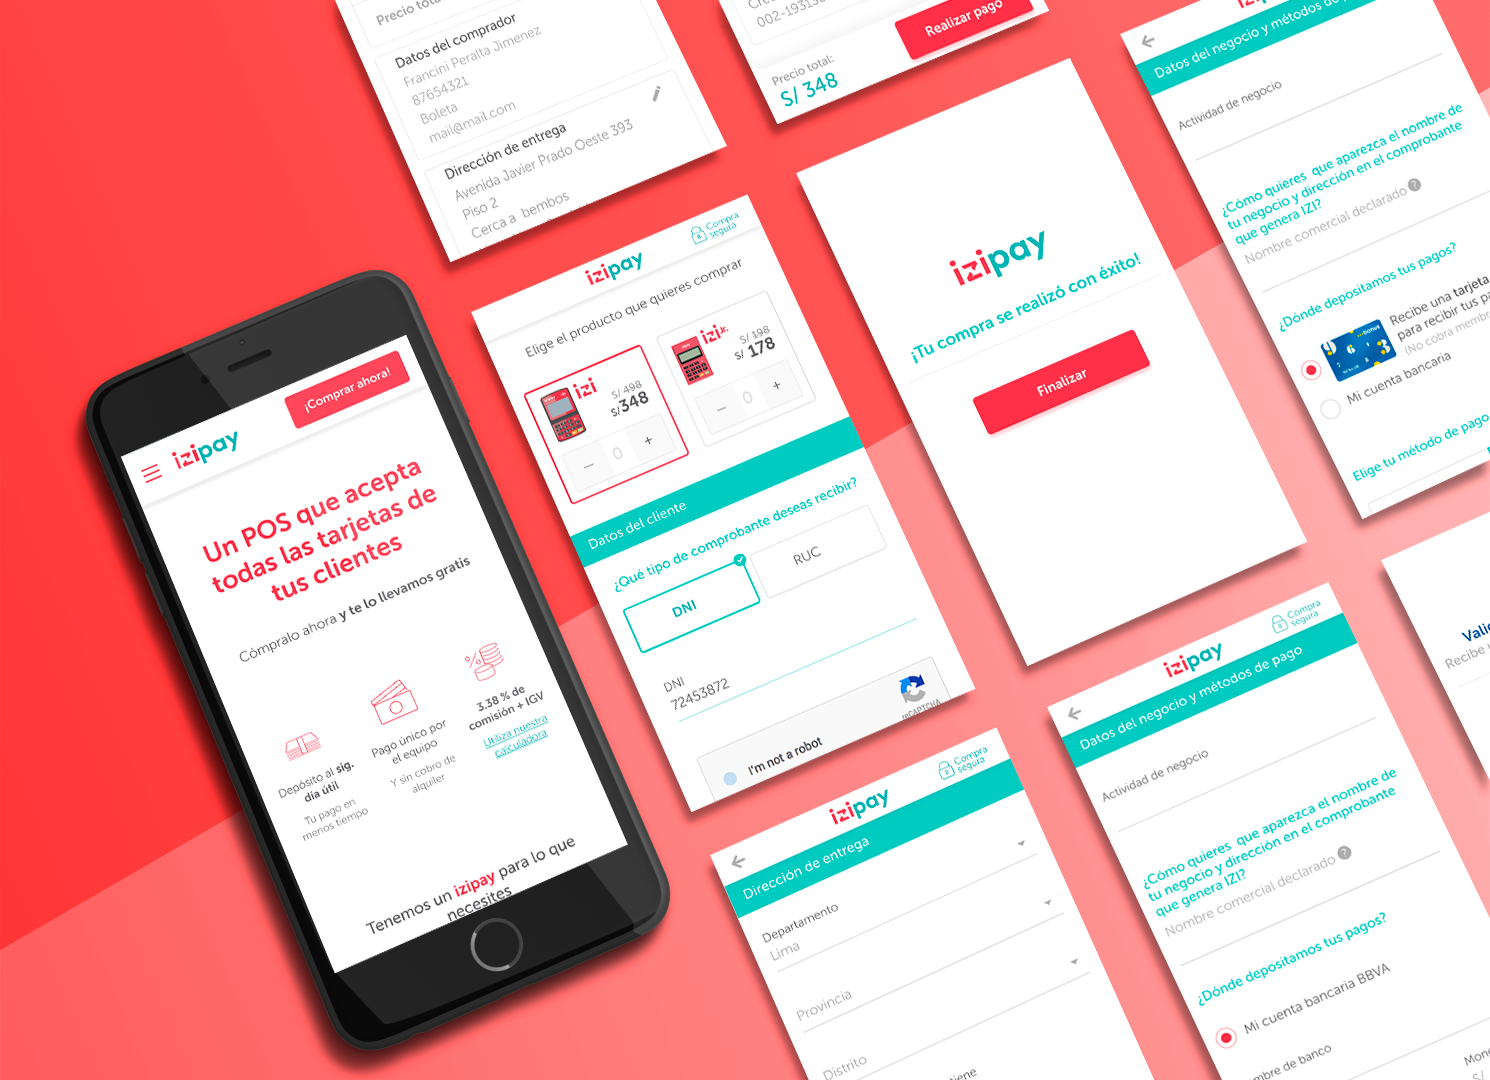 Precio total
Datos del comprador
Francini Peralta Jimenez
87654321
Boleta
mail@mail.com
Dirección de entrega
Avenida Javier Prado Oeste 393
Piso 2
Cerca a bembos
Realizar pago
Precio total:
S/ 348
izipay
¡Comprar ahora!
Un POS que acepta
todas las tarjetas de
tus clientes
Cómpralo ahora y te lo llevamos gratis
Depósito al sig.
día útil
Tu pago en
menos tiempo
Pago único por
el equipo
Y sin cobro de
alquiler
3.38 % de
comisión + IGV
Utiliza nuestra
calculadora
Tenemos un izipay para lo que
necesites
izipay
Compra
segura
Elige el producto que quieres comprar
izi
S/ 498
S/ 348
— 0 +
izi Jr.
S/ 198
S/ 178
— 0 +
Datos del cliente
¿Qué tipo de comprobante deseas recibir?
DNI
RUC
DNI
72453872
I'm not a robot
reCAPTCHA
izipay
¡Tu compra se realizó con éxito!
Finalizar
Datos del negocio y métodos de
Actividad de negocio
¿Cómo quieres que aparezca el nombre de
tu negocio y dirección en el comprobante
que genera IZI?
Nombre comercial declarado ?
¿Dónde depositamos tus pagos?
Recibe una tarjeta
para recibir tus
(No cobra
Mi cuenta bancaria
Elige tu método de pago
izipay
Compra
segura
Dirección de entrega
Departamento
Lima
Provincia
Distrito
izipay
Compra
segura
Datos del negocio y métodos de pago
Actividad de negocio
¿Cómo quieres que aparezca el nombre de
tu negocio y dirección en el comprobante
que genera IZI?
Nombre comercial declarado ?
¿Dónde depositamos tus pagos?
Mi cuenta bancaria BBVA
de banco
S/
Recibe